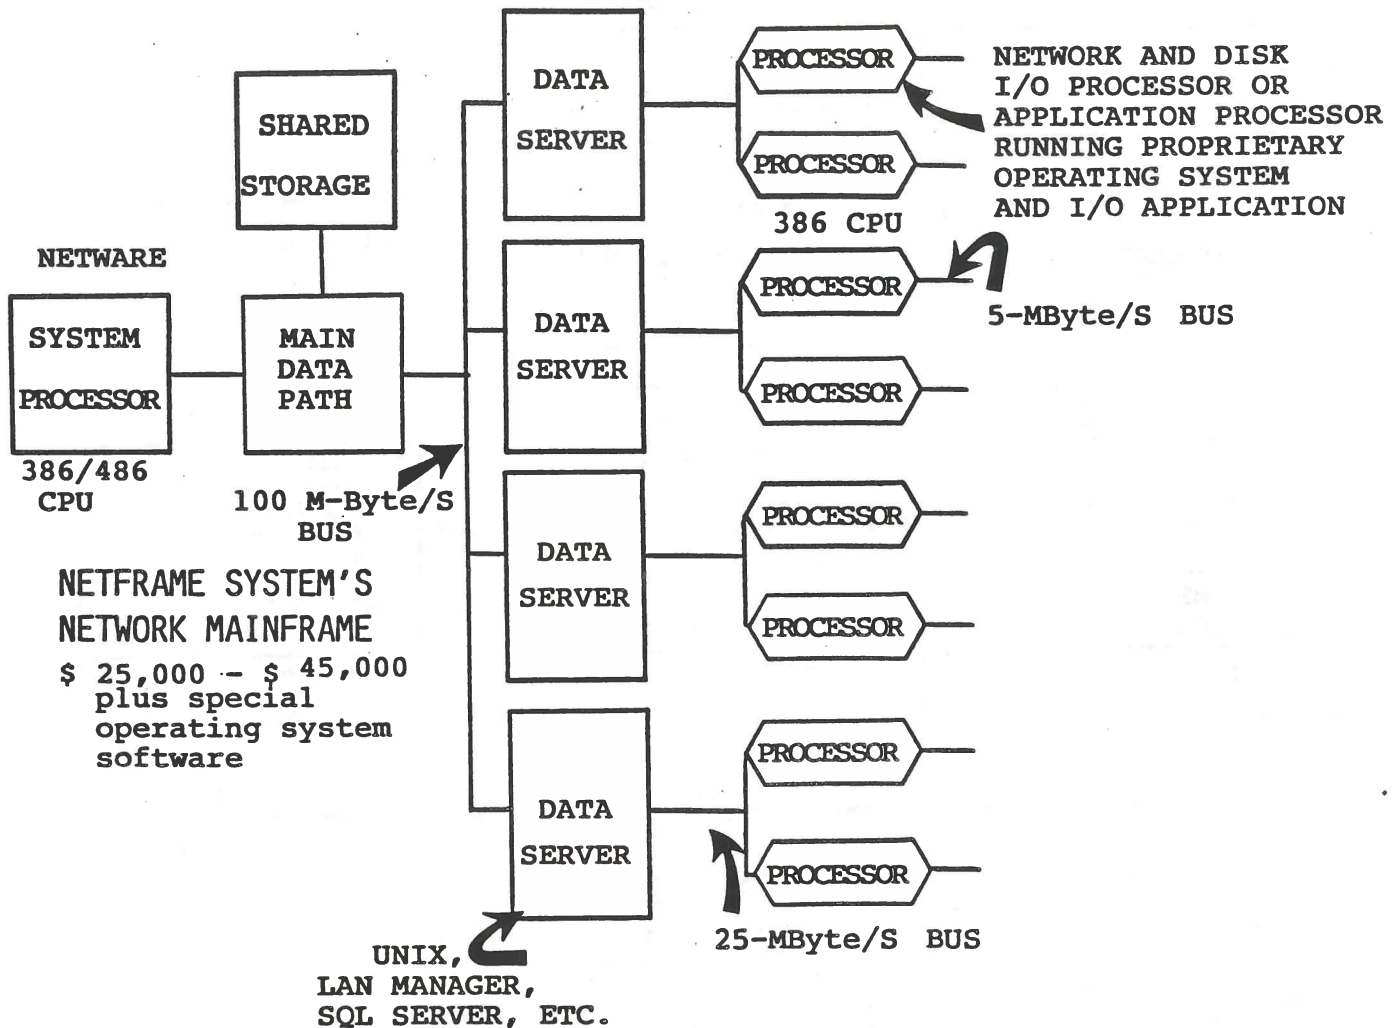 SHARED
STORAGE
NETWARE
SYSTEM
PROCESSOR
386/486
CPU
MAIN
DATA
PATH
100 M-Byte/S
BUS
NETFRAME SYSTEM'S
NETWORK MAINFRAME
$ 25,000 - $ 45,000
plus special
operating system
software
DATA
SERVER
DATA
SERVER
DATA
SERVER
DATA
SERVER
UNIX,
LAN MANAGER,
SQL SERVER, ETC.
PROCESSOR
PROCESSOR
386 CPU
PROCESSOR
PROCESSOR
PROCESSOR
PROCESSOR
PROCESSOR
PROCESSOR
25-MByte/S BUS
NETWORK AND DISK
I/O PROCESSOR OR
APPLICATION PROCESSOR
RUNNING PROPRIETARY
OPERATING SYSTEM
AND I/O APPLICATION
5-MByte/S BUS